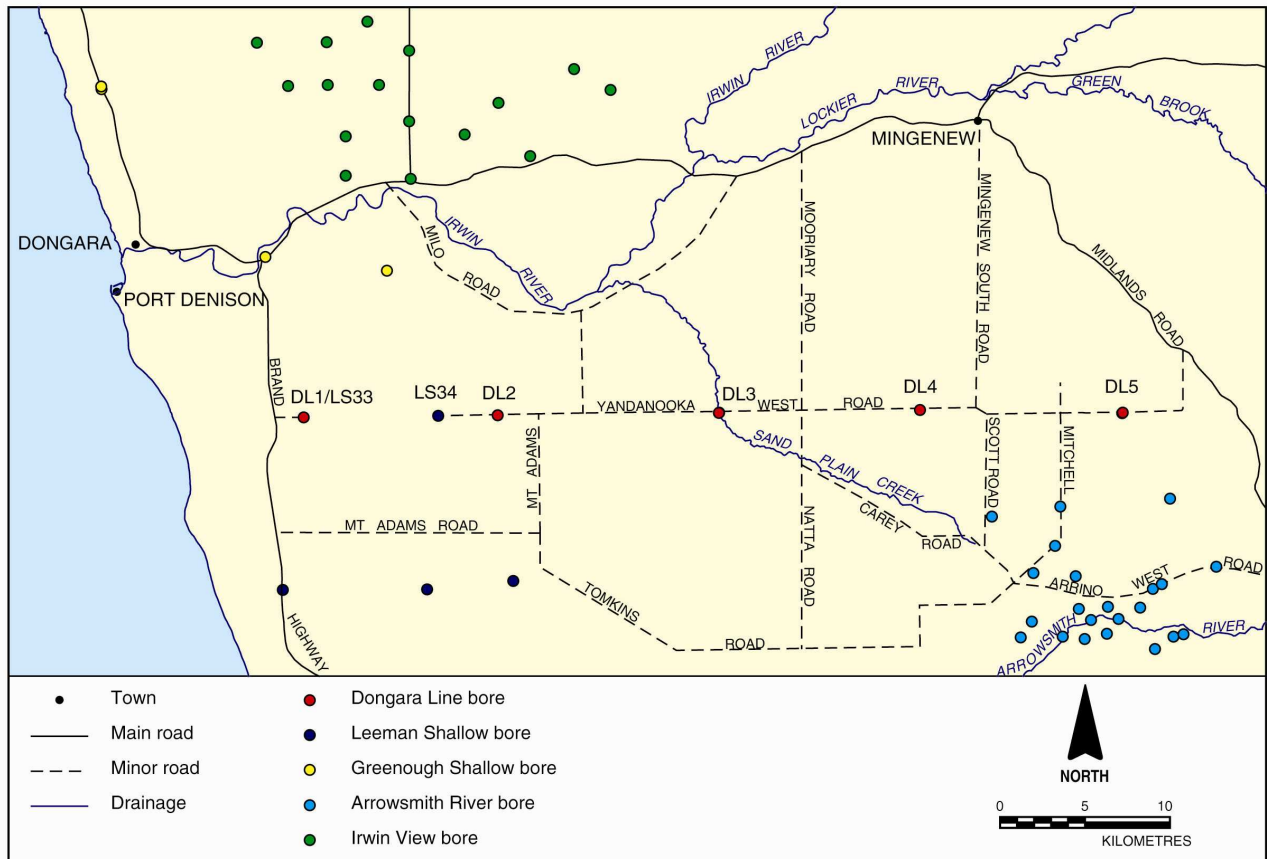 IRWIN RIVER
LOCKIER RIVER
GREEN BROOK
MINGENEW
DONGARA
PORT DENISON
IRWIN RIVER
MILO ROAD
MOORIARY ROAD
MINGENEW SOUTH ROAD
MIDLANDS ROAD
BRAND
DL1/LS33
LS34
DL2
DL3
DL4
DL5
YANDANOOKA WEST ROAD
MT ADAMS
SAND PLAIN CREEK
SCOTT ROAD
MITCHELL
MT ADAMS ROAD
CAREY ROAD
NATTA ROAD
TOMKINS ROAD
ARRINO WEST ROAD
HIGHWAY
ARROWSMITH RIVER
Town
Main road
Minor road
Drainage
Dongara Line bore
Leeman Shallow bore
Greenough Shallow bore
Arrowsmith River bore
Irwin View bore
NORTH
0 5 10
KILOMETRES